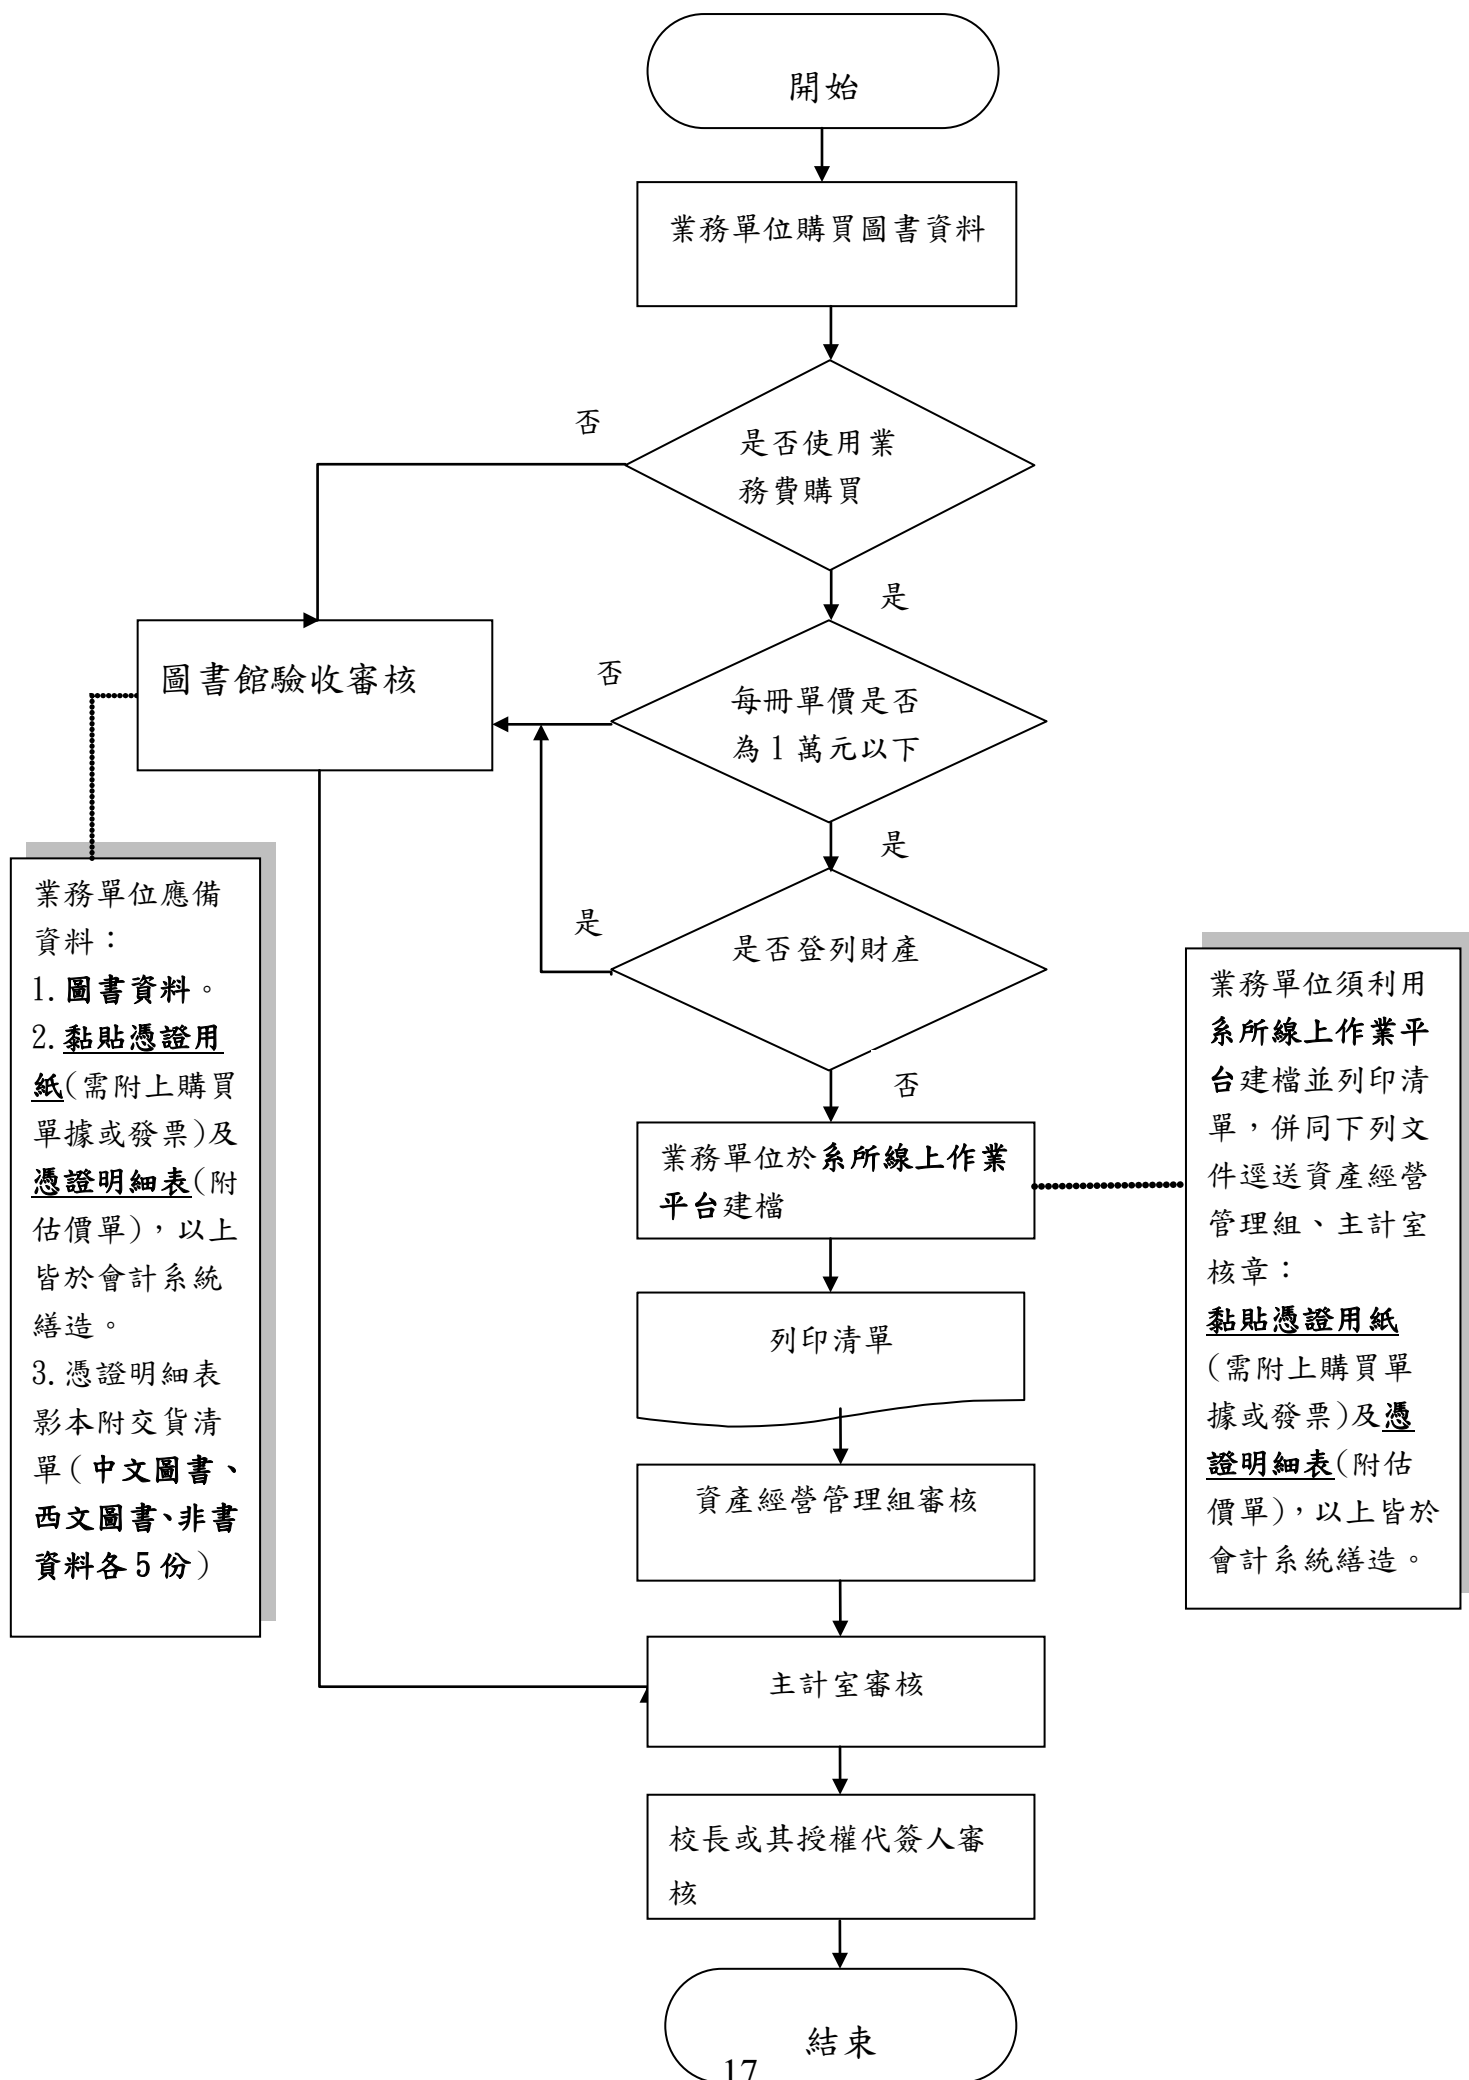 開始
業務單位購買圖書資料
否
是否使用業
務費購買
是
圖書館驗收審核
否
每冊單價是否
為1萬元以下
是
是
是否登列財產
否
業務單位應備
資料：
1.圖書資料。
2.黏貼憑證用
紙(需附上購買
單據或發票)及
憑證明細表(附
估價單)，以上
皆於會計系統
繕造。
3.憑證明細表
影本附交貨清
單(中文圖書、
西文圖書、非書
資料各5份)
業務單位於系所線上作業
平台建檔
業務單位須利用
系所線上作業平
台建檔並列印清
單，併同下列文
件逕送資產經營
管理組、主計室
核章：
黏貼憑證用紙
(需附上購買單
據或發票)及憑
證明細表(附估
價單)，以上皆於
會計系統繕造。
列印清單
資產經營管理組審核
主計室審核
校長或其授權代簽人審
核
結束
17